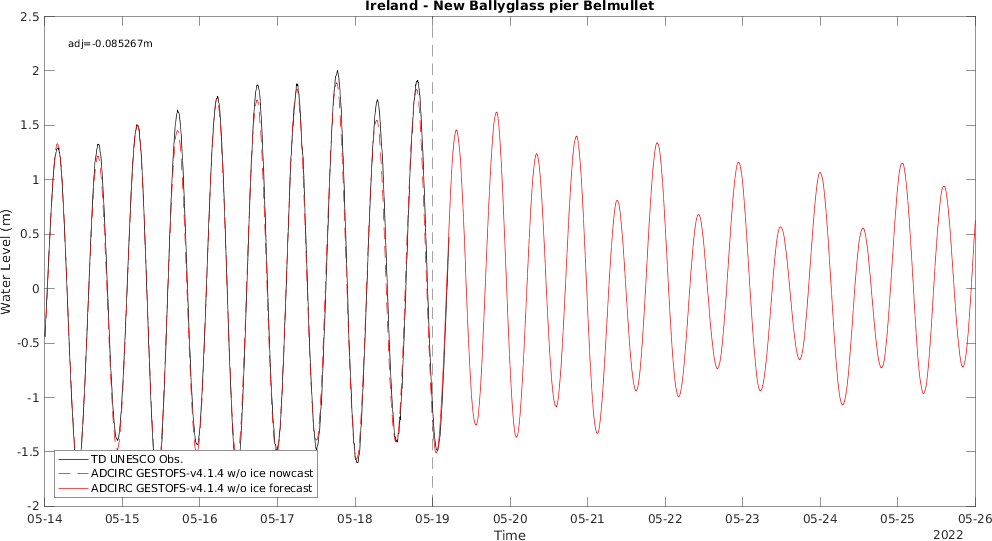 Ireland - New Ballyglass pier Belmullet
adj=-0.085267m
Water Level (m)
2.5
2
1.5
1
0.5
0
-0.5
-1
-1.5
-2
TD UNESCO Obs.
ADCIRC GESTOFS-v4.1.4 w/o ice nowcast
ADCIRC GESTOFS-v4.1.4 w/o ice forecast
05-14 05-15 05-16 05-17 05-18 05-19 05-20 05-21 05-22 05-23 05-24 05-25 05-26
Time
2022